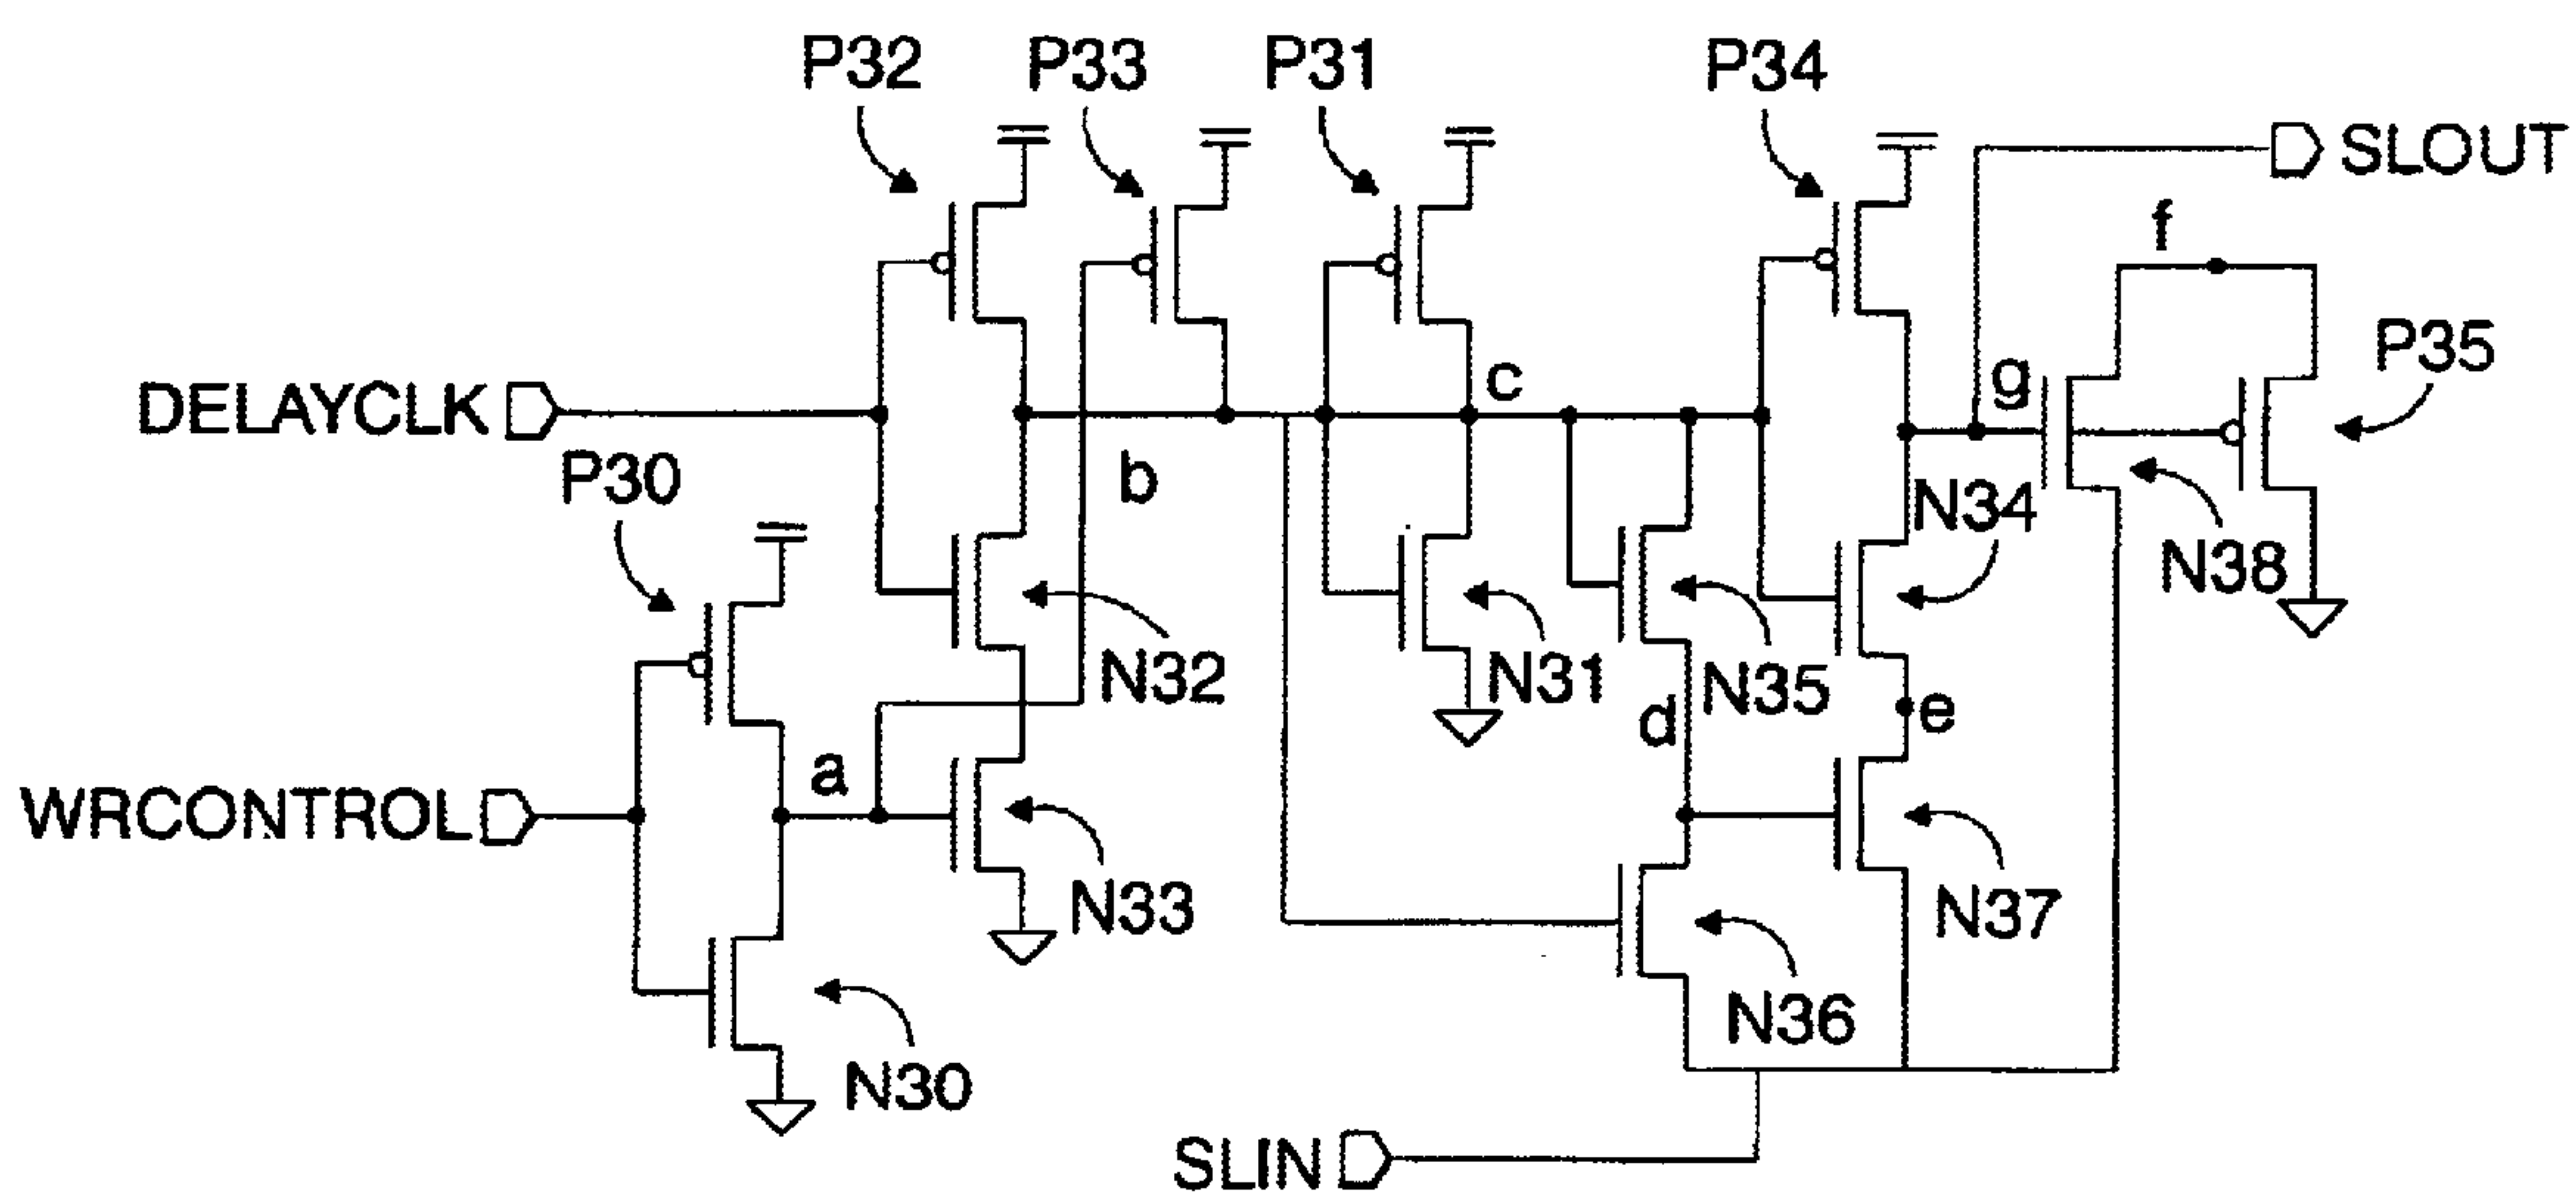 P32 P33 P31 P34
SLOUT
f
P35
c
g
DELAYCLK
b
P30
N34
N38
N32
N31
N35
d
e
a
WRCONTROL
N33
N37
N36
N30
SLIN